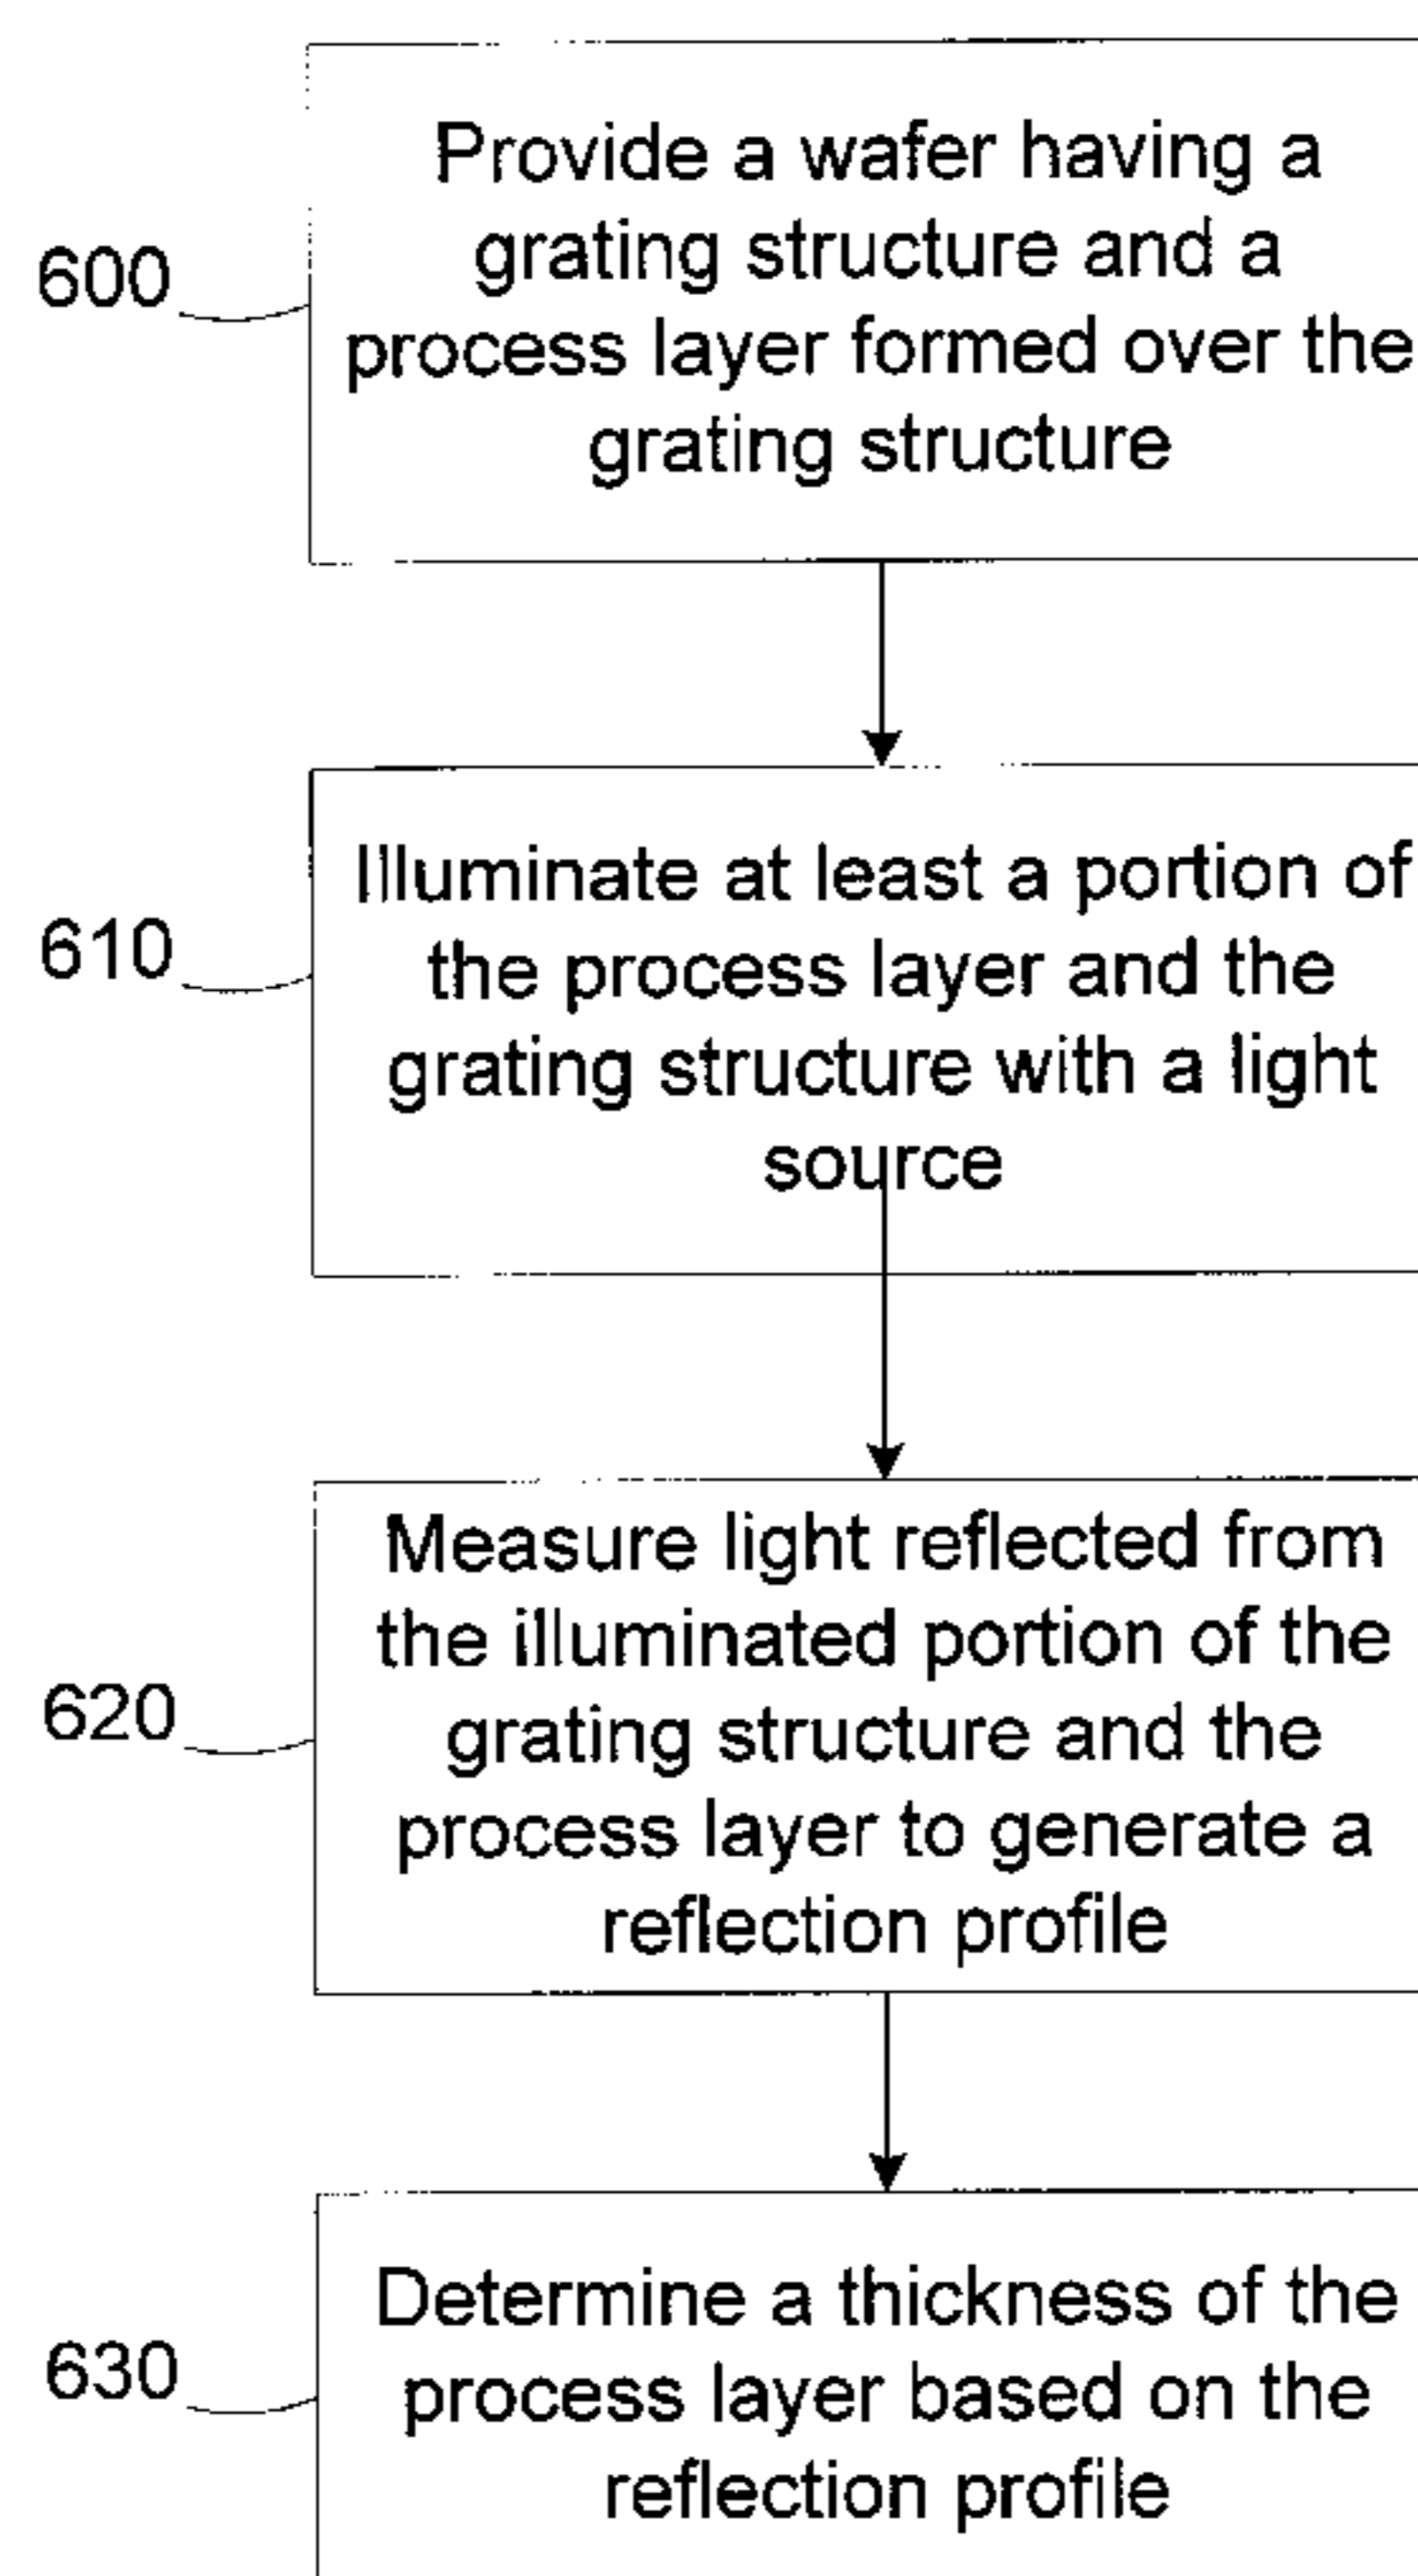 Provide a wafer having a
grating structure and a
600
process layer formed over the
grating structure
Illuminate at least a portion of
610
the process layer and the
grating structure with a light
source
Measure light reflected from
the illuminated portion of the
620
grating structure and the
process layer to generate a
reflection profile
Determine a thickness of the
630
process layer based on the
reflection profile